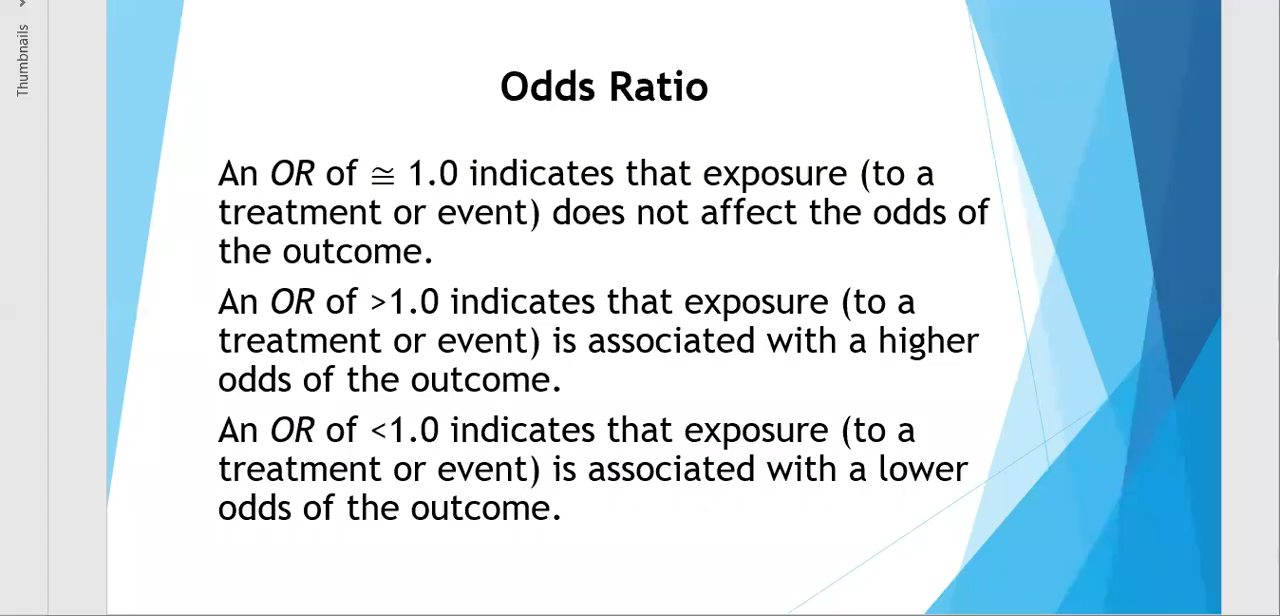 Thumbnails
Odds Ratio
An OR of ≅ 1.0 indicates that exposure (to a
treatment or event) does not affect the odds of
the outcome.
An OR of >1.0 indicates that exposure (to a
treatment or event) is associated with a higher
odds of the outcome.
An OR of <1.0 indicates that exposure (to a
treatment or event) is associated with a lower
odds of the outcome.